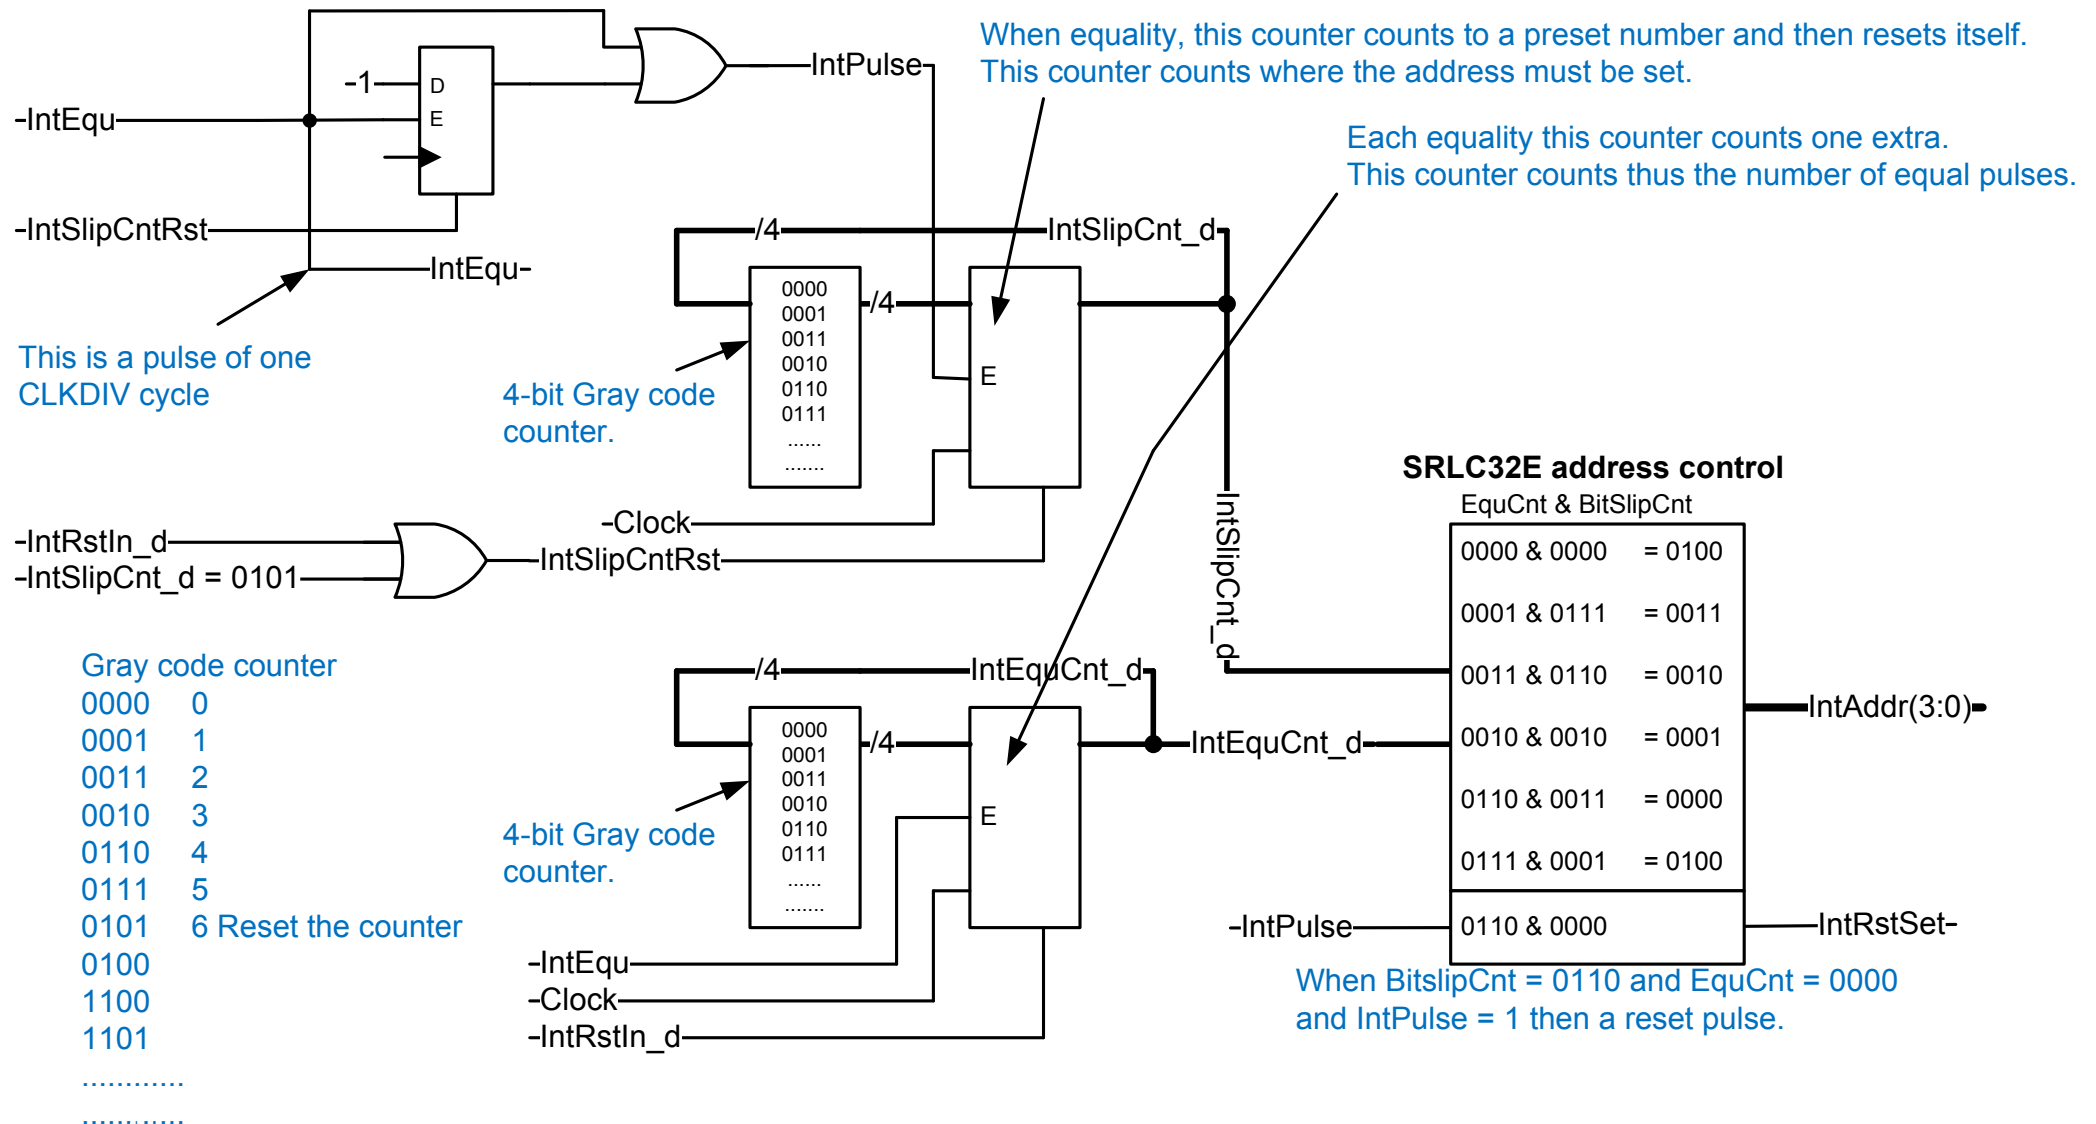 When equality, this counter counts to a preset number and then resets itself.
This counter counts where the address must be set.
IntPulse
1
D
E
IntEqu
Each equality this counter counts one extra.
This counter counts thus the number of equal pulses.
IntSlipCntRst
IntEqu
/4
IntSlipCnt_d
This is a pulse of one
CLKDIV cycle
4-bit Gray code
counter.
0000
0001
0011
0010
0110
0111
......
.......
/4
E
Clock
IntRstIn_d
IntSlipCnt_d = 0101
IntSlipCntRst
IntSlipCnt_d
SRLC32E address control
EquCnt & BitSlipCnt
0000 & 0000 = 0100
0001 & 0111 = 0011
0011 & 0110 = 0010
0010 & 0010 = 0001
0110 & 0011 = 0000
0111 & 0001 = 0100
0110 & 0000
IntAddr(3:0)
IntPulse
IntRstSet
When BitslipCnt = 0110 and EquCnt = 0000
and IntPulse = 1 then a reset pulse.
Gray code counter
0000 0
0001 1
0011 2
0010 3
0110 4
0111 5
0101 6 Reset the counter
0100
1100
1101
............
............
/4
IntEquCnt_d
4-bit Gray code
counter.
0000
0001
0011
0010
0110
0111
......
.......
/4
E
IntEquCnt_d
IntEqu
Clock
IntRstIn_d